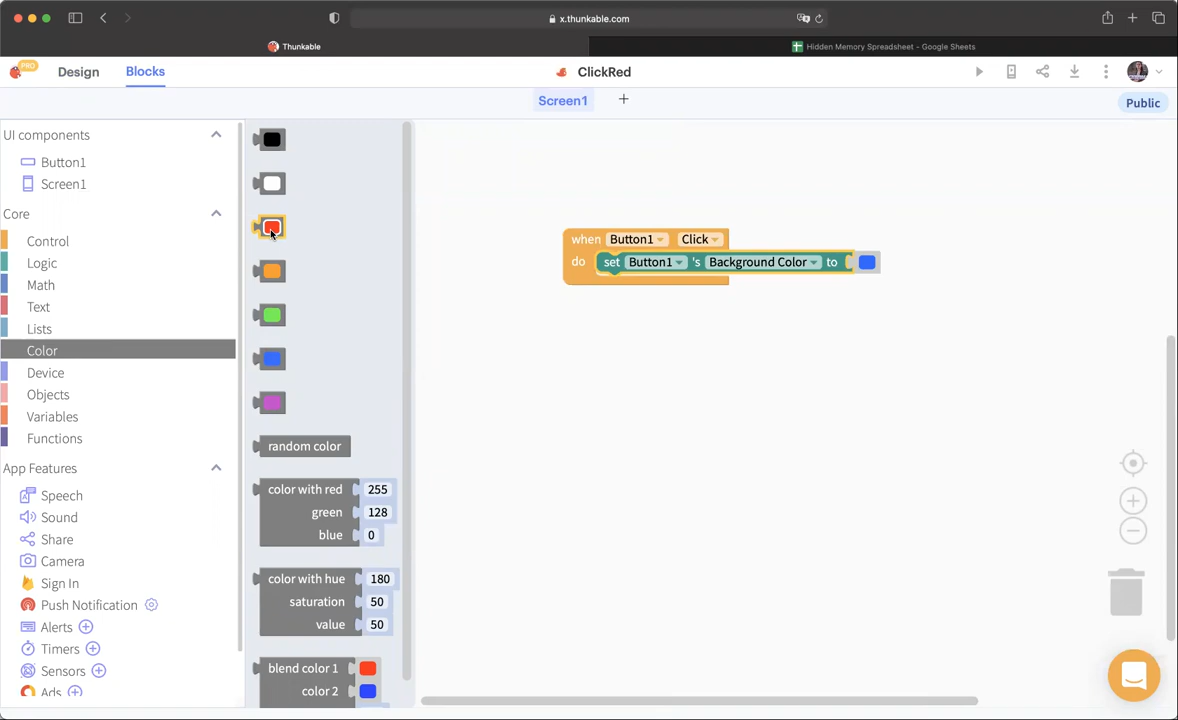 x.thunkable.com
Thunkable
Hidden Memory Spreadsheet - Google Sheets
PRO
Design
Blocks
ClickRed
Screen1
Public
UI components
Button1
Screen1
Core
Control
Logic
Math
Text
Lists
Color
Device
Objects
Variables
Functions
App Features
Speech
Sound
Share
Camera
Sign In
Push Notification
Alerts
Timers
Sensors
Ads
random color
color with red 255
green 128
blue 0
color with hue 180
saturation 50
value 50
blend color 1
color 2
when Button1 Click
do set Button1 's Background Color to